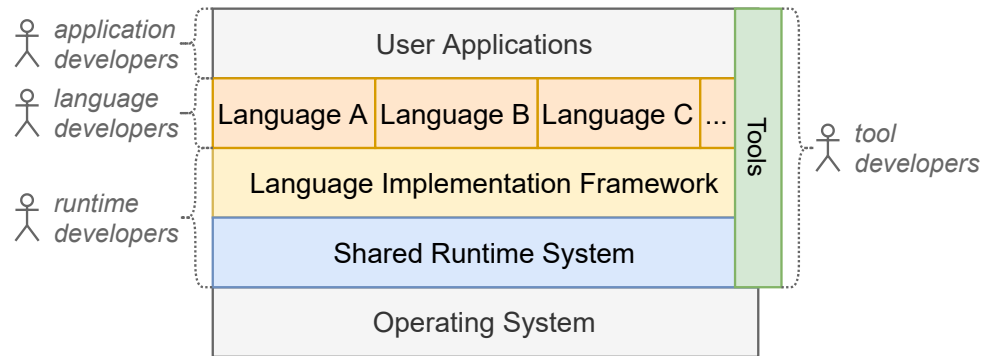 application
developers
User Applications
language
developers
Language A
Language B
Language C
...
Tools
tool
developers
Language Implementation Framework
runtime
developers
Shared Runtime System
Operating System